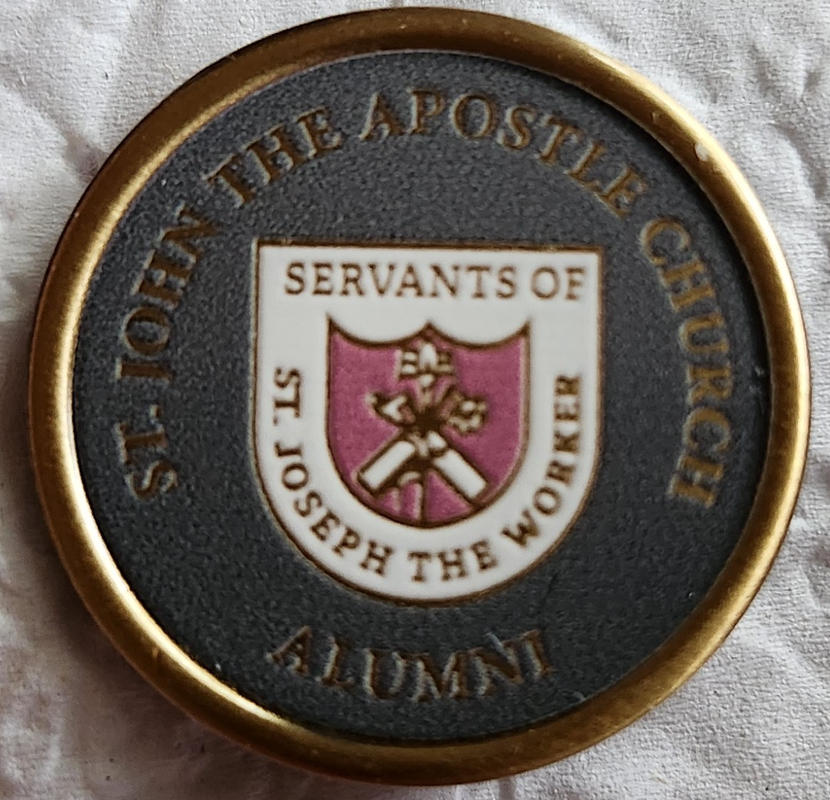 ST. JOHN THE APOSTLE CHURCH
SERVANTS OF
ST. JOSEPH THE WORKER
ALUMNI